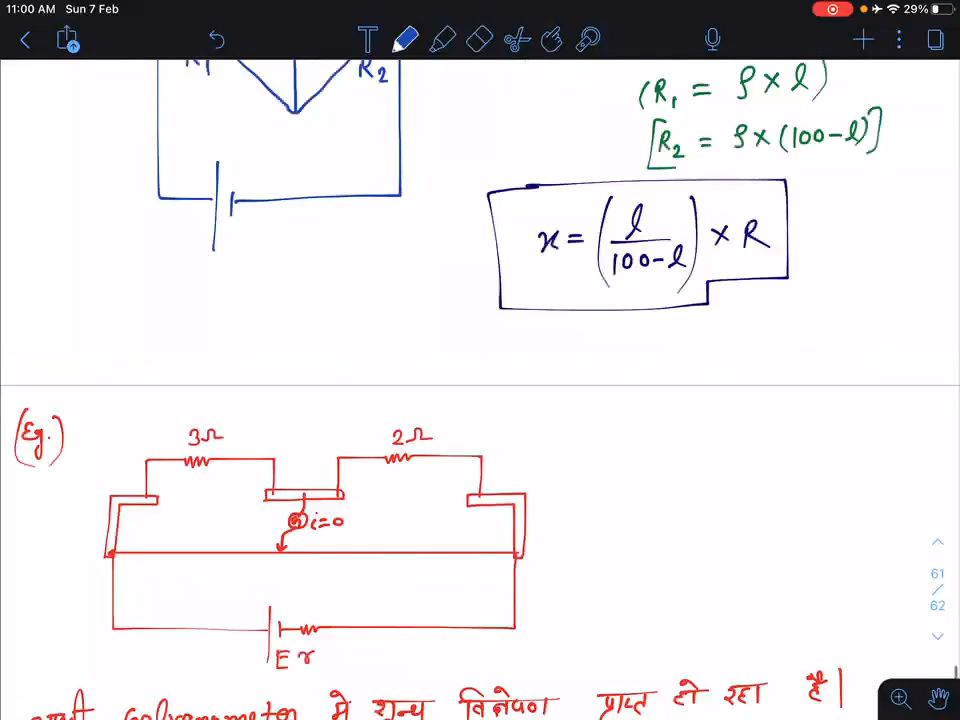 11:00 AM Sun 7 Feb
29%
T
R1
R2
(R1 = ρ × l)
[R2 = ρ × (100 - l)]
x = (l / 100 - l) × R
(Eg.)
3Ω
2Ω
G i=0
E r
galvanometer मे शून्य विक्षेपण प्राप्त हो रहा है।
61
/
62